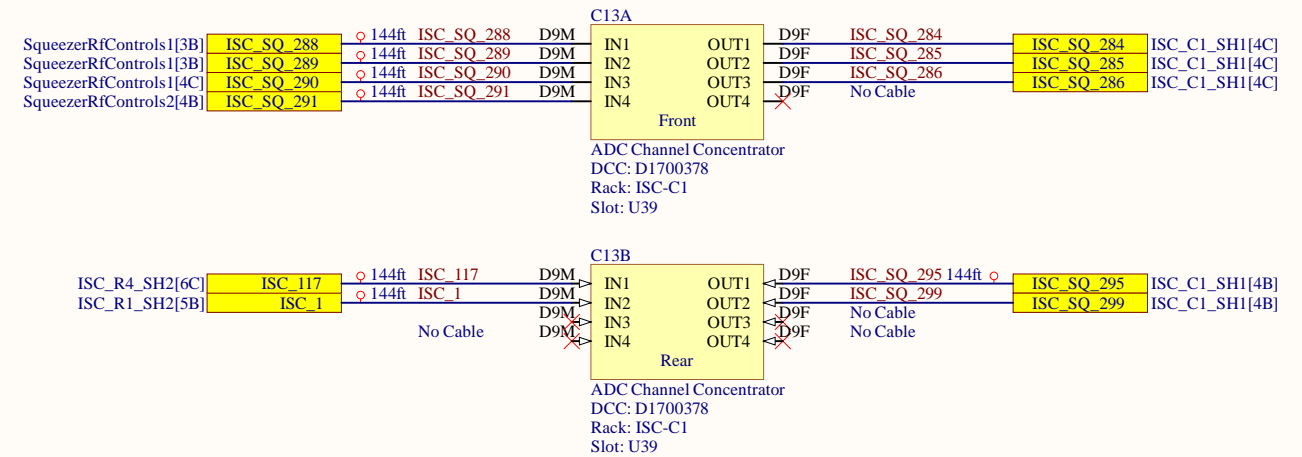 C13A
SqueezerRfControls1[3B] ISC_SQ_288 144ft ISC_SQ_288 D9M IN1 OUT1 D9F ISC_SQ_284 ISC_SQ_284 ISC_C1_SH1[4C]
SqueezerRfControls1[3B] ISC_SQ_289 144ft ISC_SQ_289 D9M IN2 OUT2 D9F ISC_SQ_285 ISC_SQ_285 ISC_C1_SH1[4C]
SqueezerRfControls1[4C] ISC_SQ_290 144ft ISC_SQ_290 D9M IN3 OUT3 D9F ISC_SQ_286 ISC_SQ_286 ISC_C1_SH1[4C]
SqueezerRfControls2[4B] ISC_SQ_291 144ft ISC_SQ_291 D9M IN4 OUT4 D9F No Cable
Front
ADC Channel Concentrator
DCC: D1700378
Rack: ISC-C1
Slot: U39
C13B
ISC_R4_SH2[6C] ISC_117 144ft ISC_117 D9M IN1 OUT1 D9F ISC_SQ_295 144ft ISC_SQ_295 ISC_C1_SH1[4B]
ISC_R1_SH2[5B] ISC_1 144ft ISC_1 D9M IN2 OUT2 D9F ISC_SQ_299 ISC_SQ_299 ISC_C1_SH1[4B]
D9M IN3 OUT3 D9F No Cable
No Cable D9M IN4 OUT4 D9F No Cable
Rear
ADC Channel Concentrator
DCC: D1700378
Rack: ISC-C1
Slot: U39